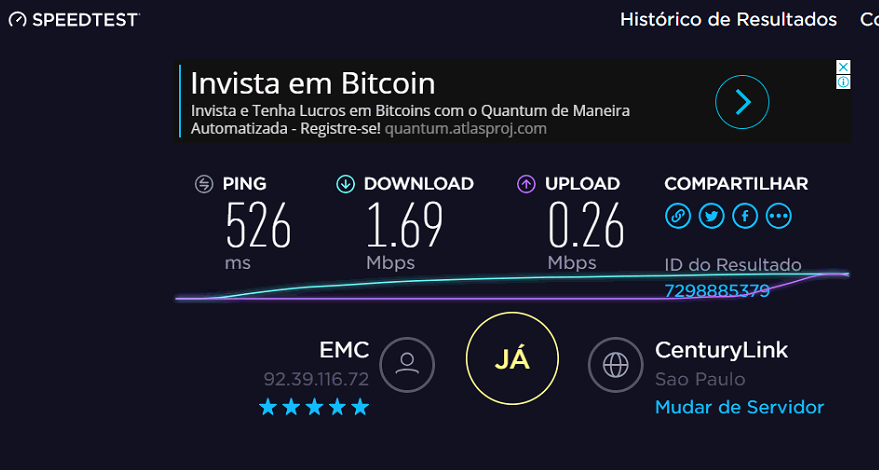 SPEEDTEST
Histórico de Resultados
Invista em Bitcoin
Invista e Tenha Lucros em Bitcoins com o Quantum de Maneira
Automatizada - Registre-se! quantum.atlasproj.com
PING
DOWNLOAD
UPLOAD
COMPARTILHAR
526
1.69
0.26
ms
Mbps
Mbps
ID do Resultado
7298885379
EMC
JÁ
CenturyLink
92.39.116.72
Sao Paulo
Mudar de Servidor